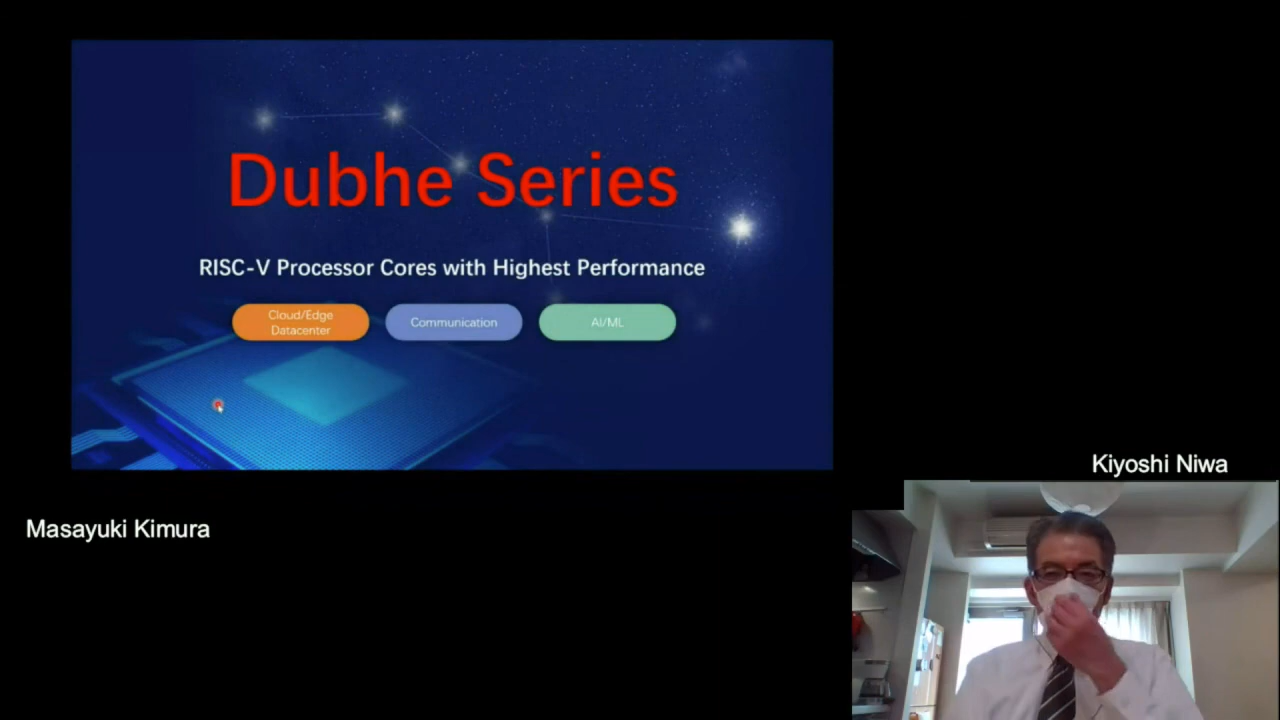 Dubhe Series
RISC-V Processor Cores with Highest Performance
Cloud/Edge
Datacenter
Communication
AI/ML
Kiyoshi Niwa
Masayuki Kimura